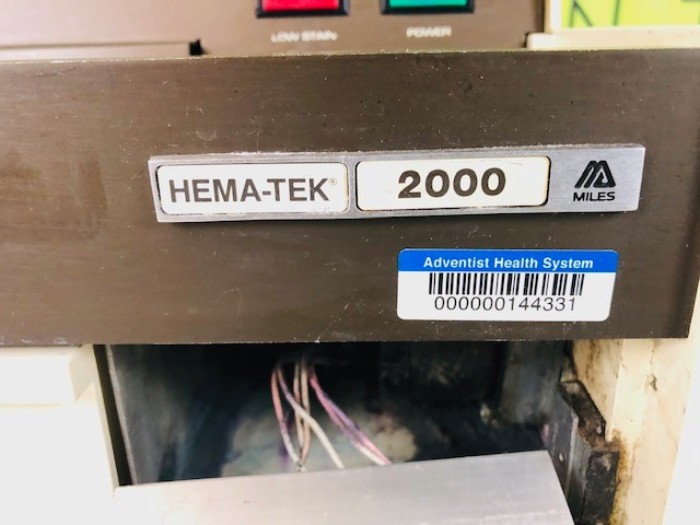 LOW STAIN
POWER
HEMA-TEK®
2000
MILES
Adventist Health System
000000144331